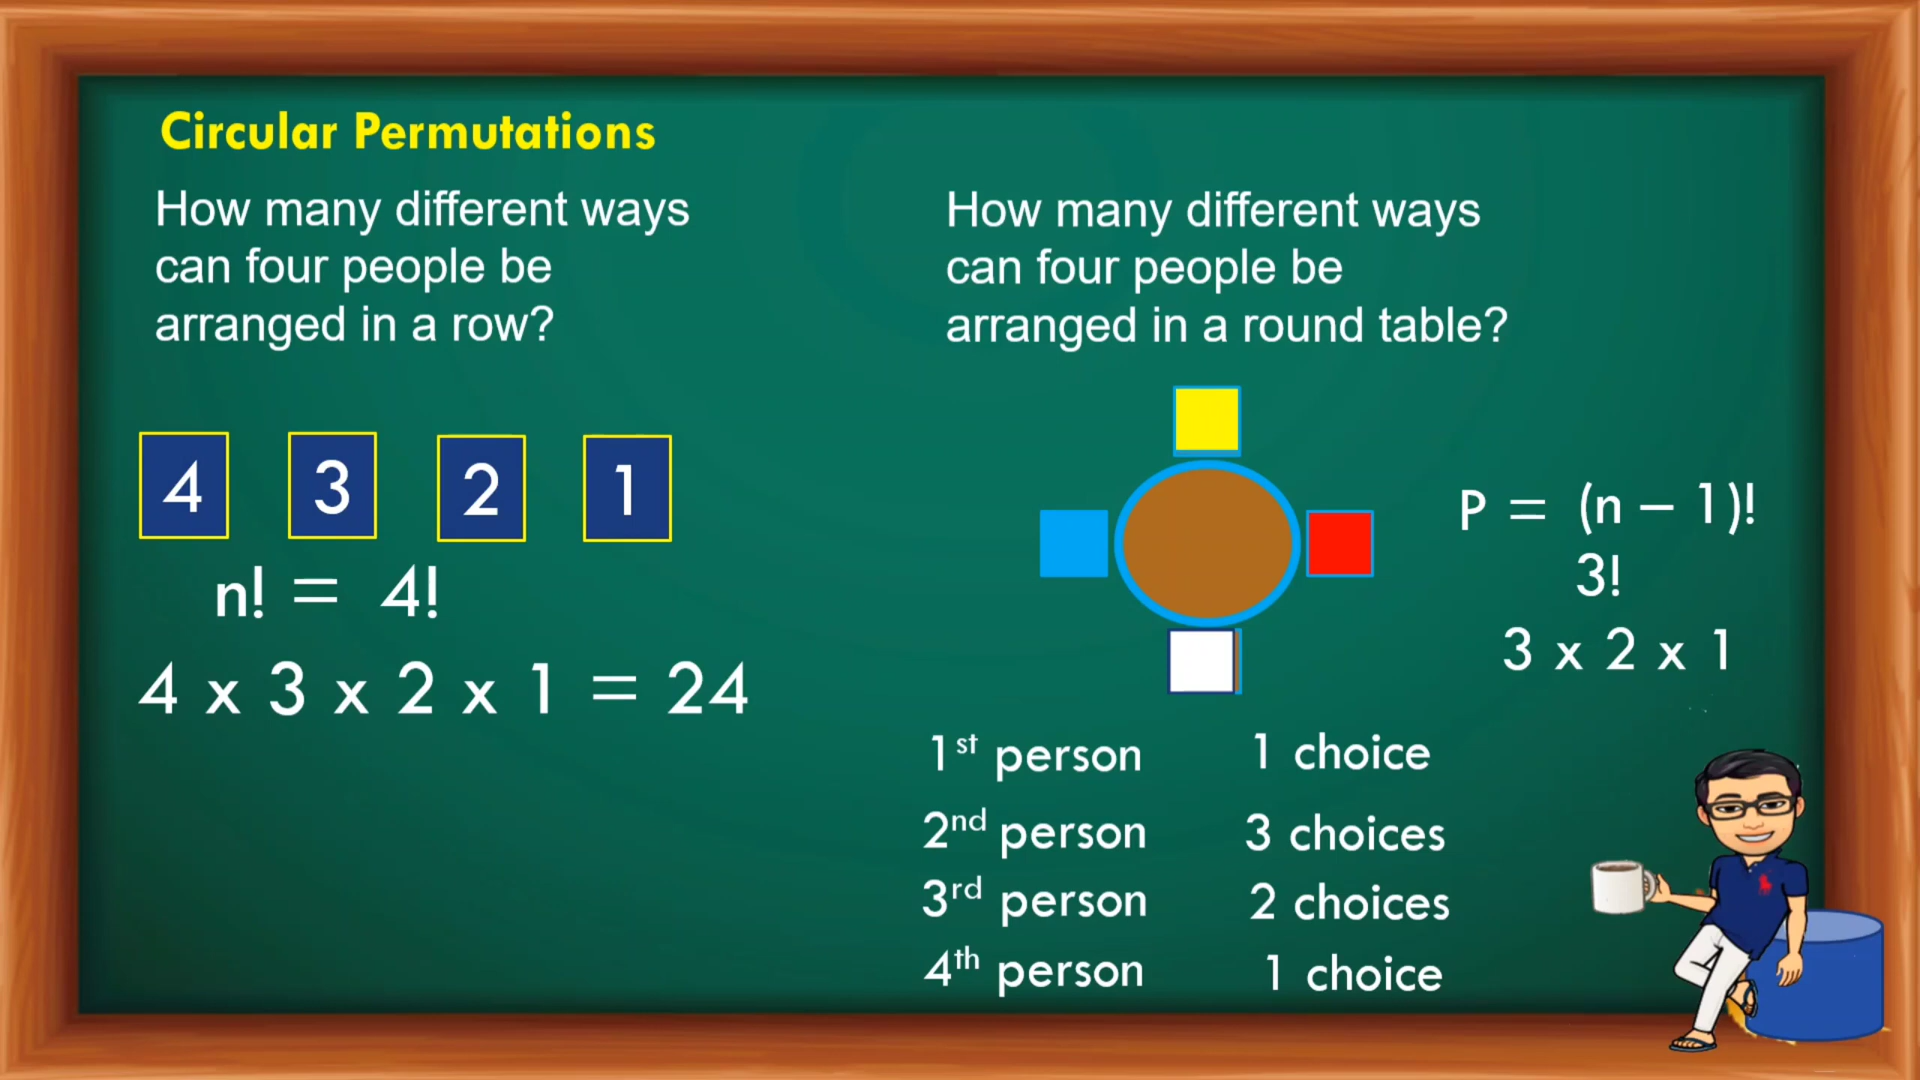 Circular Permutations
How many different ways
can four people be
arranged in a row?
4 3 2 1
n! = 4!
4 x 3 x 2 x 1 = 24
How many different ways
can four people be
arranged in a round table?
P = (n – 1)!
3!
3 x 2 x 1
1st person 1 choice
2nd person 3 choices
3rd person 2 choices
4th person 1 choice